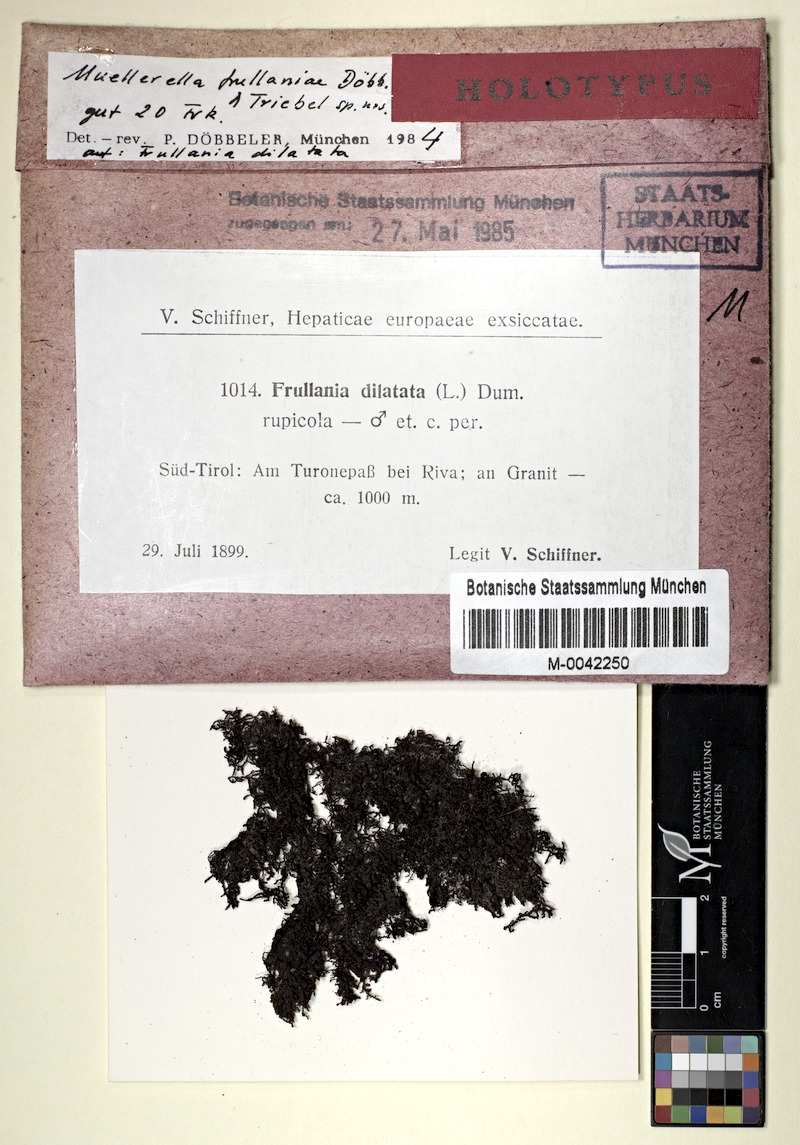 Muellerella frullaniae Döbb.
& Triebel sp. nov.
gut 20 Frk.
Det. – rev. P. DÖBBELER, München 1984
auf: Frullania dilatata
HOLOTYPUS
Botanische Staatssammlung München
zugegangen am: 27. Mai 1985
STAATS-
HERBARIUM
MÜNCHEN
M
V. Schiffner, Hepaticae europaeae exsiccatae.
1014. Frullania dilatata (L.) Dum.
rupicola — ♂ et. c. per.
Süd-Tirol: Am Turonepaß bei Riva; an Granit —
ca. 1000 m.
29. Juli 1899. Legit V. Schiffner.
Botanische Staatssammlung München
M-0042250
BOTANISCHE
STAATSSAMMLUNG
MÜNCHEN
M
0 1 2
cm
copyright reserved